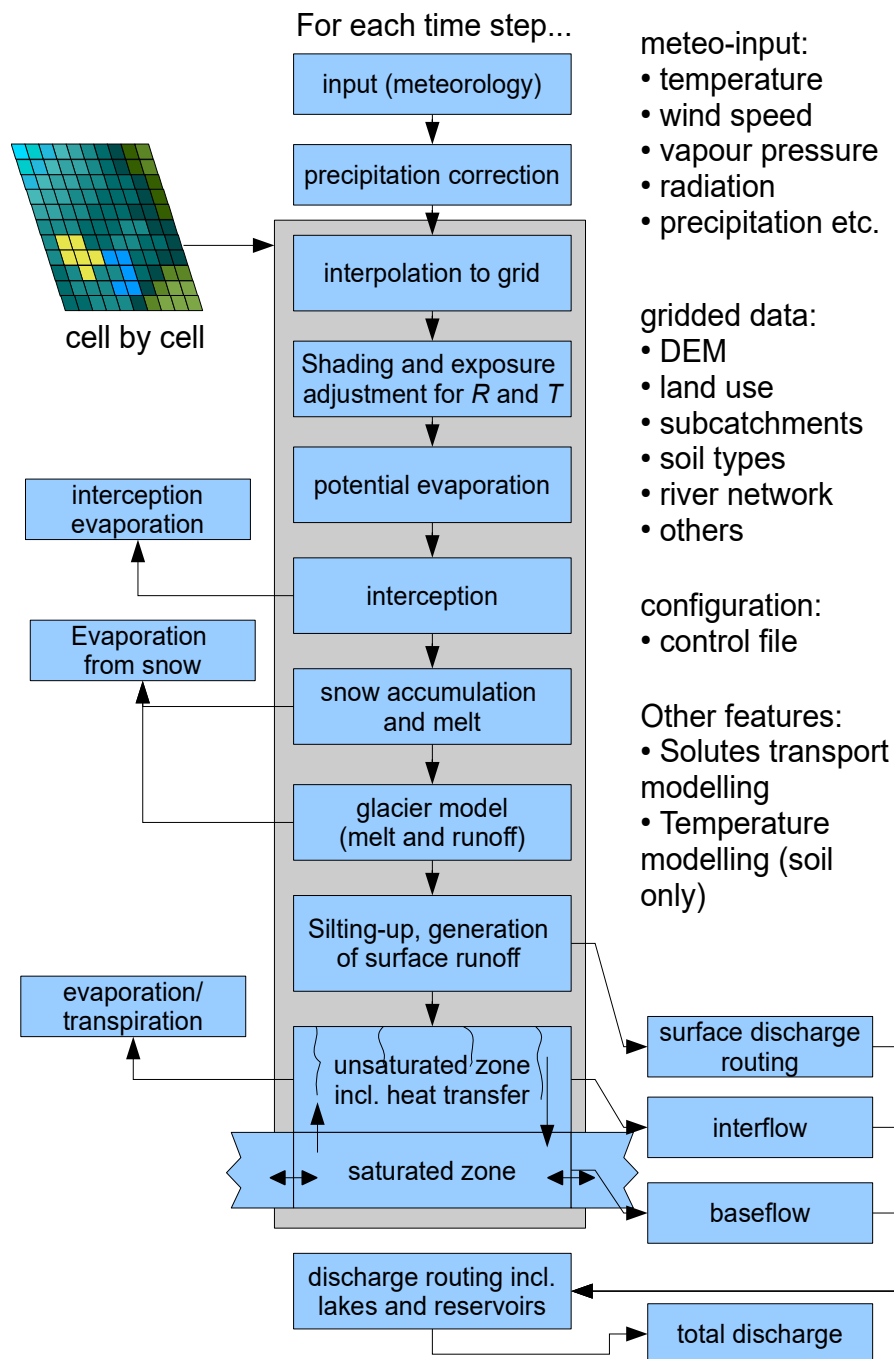 For each time step...
input (meteorology)
precipitation correction
cell by cell
interpolation to grid
Shading and exposure
adjustment for R and T
potential evaporation
interception
evaporation
interception
Evaporation
from snow
snow accumulation
and melt
glacier model
(melt and runoff)
Silting-up, generation
of surface runoff
evaporation/
transpiration
unsaturated zone
incl. heat transfer
saturated zone
surface discharge
routing
interflow
baseflow
discharge routing incl.
lakes and reservoirs
total discharge
meteo-input:
• temperature
• wind speed
• vapour pressure
• radiation
• precipitation etc.
gridded data:
• DEM
• land use
• subcatchments
• soil types
• river network
• others
configuration:
• control file
Other features:
• Solutes transport
modelling
• Temperature
modelling (soil
only)